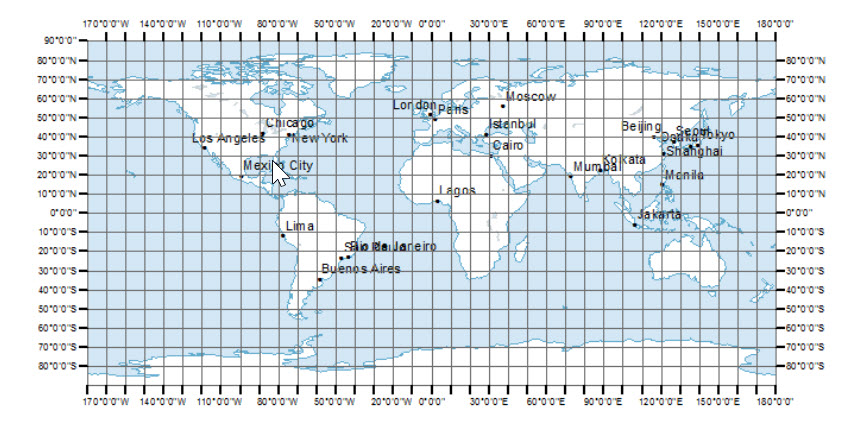 170°0'0"W 140°0'0"W 110°0'0"W 80°0'0"W 50°0'0"W 20°0'0"W 0°0'0" 30°0'0"E 60°0'0"E 90°0'0"E 120°0'0"E 150°0'0"E 180°0'0"
90°0'0"
80°0'0"N 80°0'0"N
70°0'0"N 70°0'0"N
60°0'0"N London Paris Moscow 60°0'0"N
50°0'0"N Chicago Istanbul Beijing Seoul Tokyo 50°0'0"N
40°0'0"N Los Angeles New York Cairo Osaka 40°0'0"N
30°0'0"N Mexico City Mumbai Kolkata Shanghai 30°0'0"N
20°0'0"N Manila 20°0'0"N
10°0'0"N Lagos 10°0'0"N
0°0'0" Lima Jakarta 0°0'0"
10°0'0"S 10°0'0"S
20°0'0"S Rio de Janeiro 20°0'0"S
30°0'0"S Buenos Aires 30°0'0"S
40°0'0"S 40°0'0"S
50°0'0"S 50°0'0"S
60°0'0"S 60°0'0"S
70°0'0"S 70°0'0"S
80°0'0"S 80°0'0"S
170°0'0"W 140°0'0"W 110°0'0"W 80°0'0"W 50°0'0"W 20°0'0"W 0°0'0" 30°0'0"E 60°0'0"E 90°0'0"E 120°0'0"E 150°0'0"E 180°0'0"